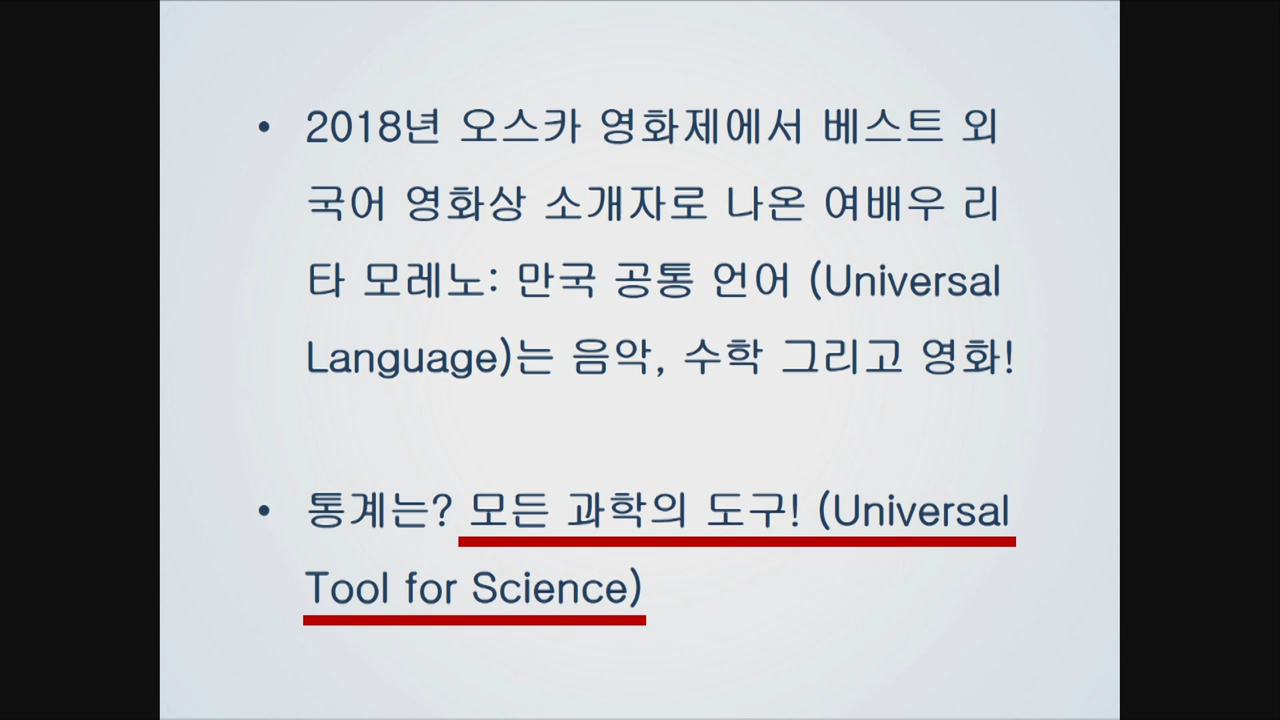 • 2018년 오스카 영화제에서 베스트 외
국어 영화상 소개자로 나온 여배우 리
타 모레노: 만국 공통 언어 (Universal
Language)는 음악, 수학 그리고 영화!
• 통계는? 모든 과학의 도구! (Universal
Tool for Science)